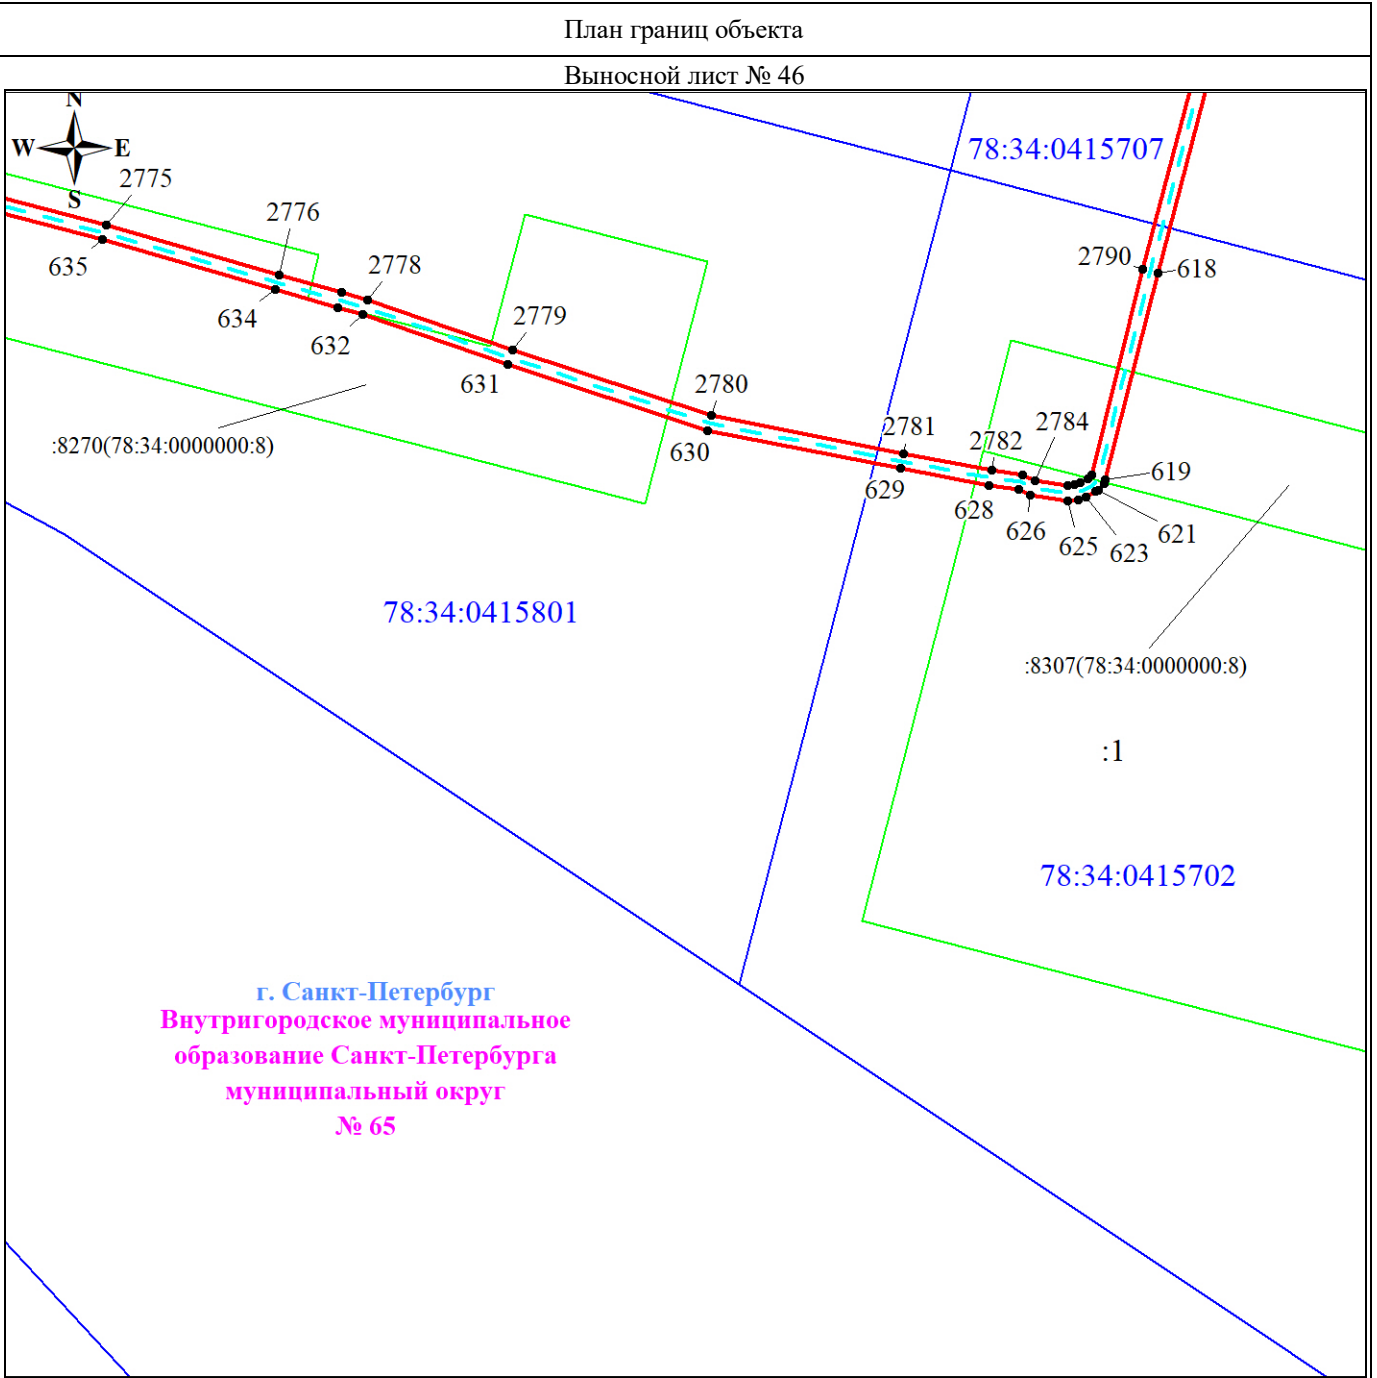 План границ объекта
Выносной лист № 46
N
W
E
S
78:34:0415707
2775
2776
2778
2790
618
635
634
632
2779
631
2780
2781
2782
2784
:8270(78:34:0000000:8)
630
629
628
626
625
623
621
619
78:34:0415801
:8307(78:34:0000000:8)
:1
78:34:0415702
г. Санкт-Петербург
Внутригородское муниципальное
образование Санкт-Петербурга
муниципальный округ
№ 65